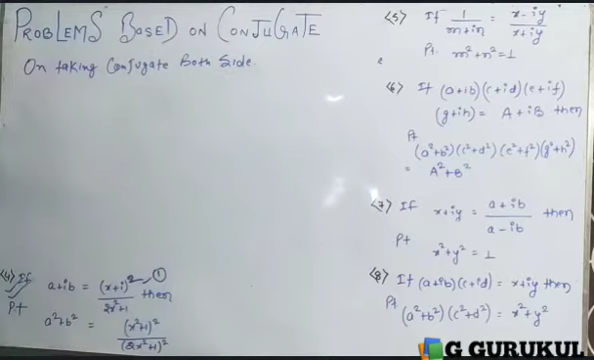 PROBLEMS BASED ON CONJUGATE
On taking Conjugate Both Side.
<4> If a+ib = (x+i)²/2x²+1 —① then
Pt a²+b² = (x²+1)²/(2x²+1)²
<5> If 1/m+in = x-iy/x+iy
Pt. m²+n²=1
<6> If (a+ib)(c+id)(e+if)
(g+ih) = A+iB then
Pt
(a²+b²)(c²+d²)(e²+f²)(g²+h²)
= A²+B²
<7> If x+iy = a+ib/a-ib then
Pt x²+y² = 1
<8> If (a+ib)(c+id) = x+iy then
Pt (a²+b²)(c²+d²) = x²+y²
G GURUKUL